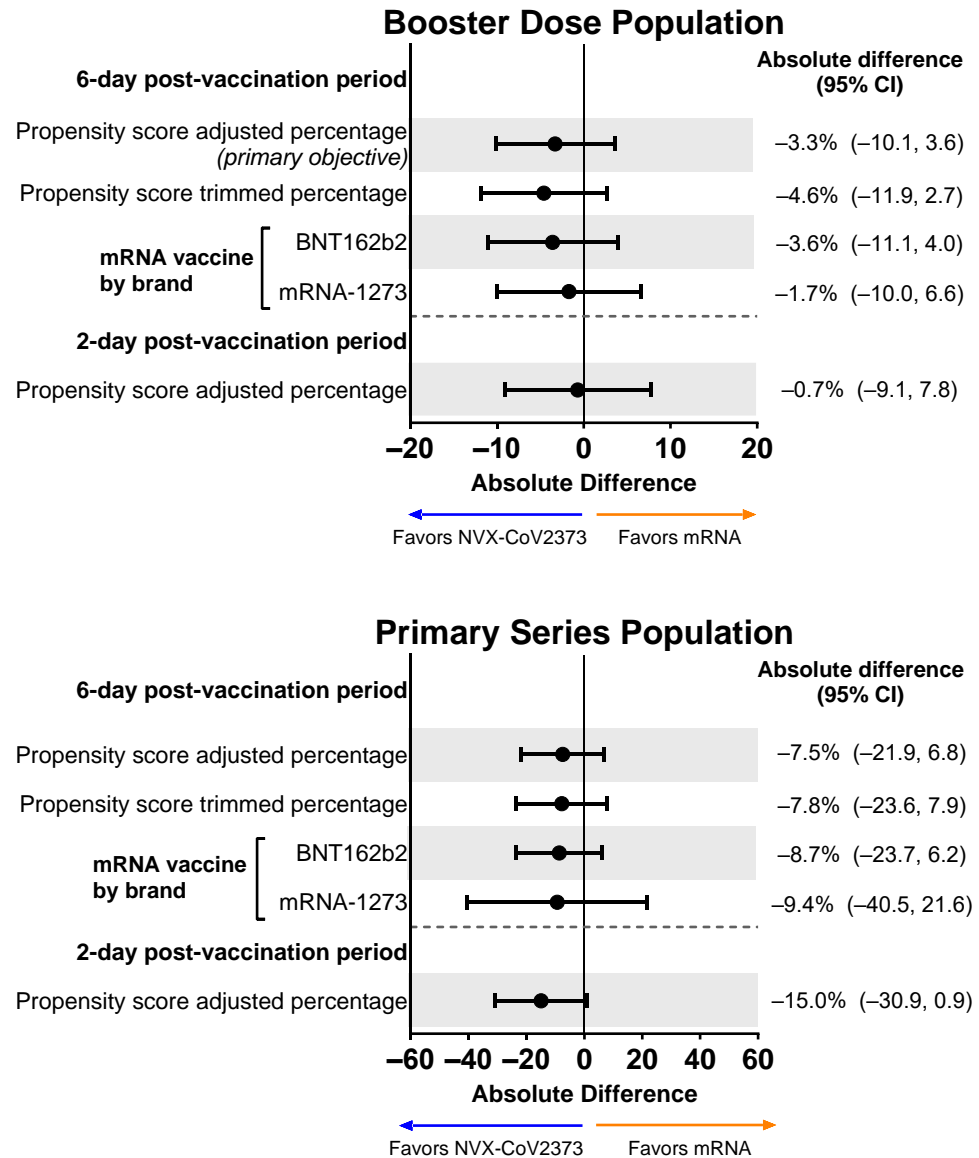 Booster Dose Population
Absolute difference
(95% CI)
6-day post-vaccination period
Propensity score adjusted percentage
(primary objective)
–3.3% (–10.1, 3.6)
Propensity score trimmed percentage
–4.6% (–11.9, 2.7)
mRNA vaccine
by brand
BNT162b2
–3.6% (–11.1, 4.0)
mRNA-1273
–1.7% (–10.0, 6.6)
2-day post-vaccination period
Propensity score adjusted percentage
–0.7% (–9.1, 7.8)
–20 –10 0 10 20
Absolute Difference
Favors NVX-CoV2373 Favors mRNA
Primary Series Population
Absolute difference
(95% CI)
6-day post-vaccination period
Propensity score adjusted percentage
–7.5% (–21.9, 6.8)
Propensity score trimmed percentage
–7.8% (–23.6, 7.9)
mRNA vaccine
by brand
BNT162b2
–8.7% (–23.7, 6.2)
mRNA-1273
–9.4% (–40.5, 21.6)
2-day post-vaccination period
Propensity score adjusted percentage
–15.0% (–30.9, 0.9)
–60 –40 –20 0 20 40 60
Absolute Difference
Favors NVX-CoV2373 Favors mRNA